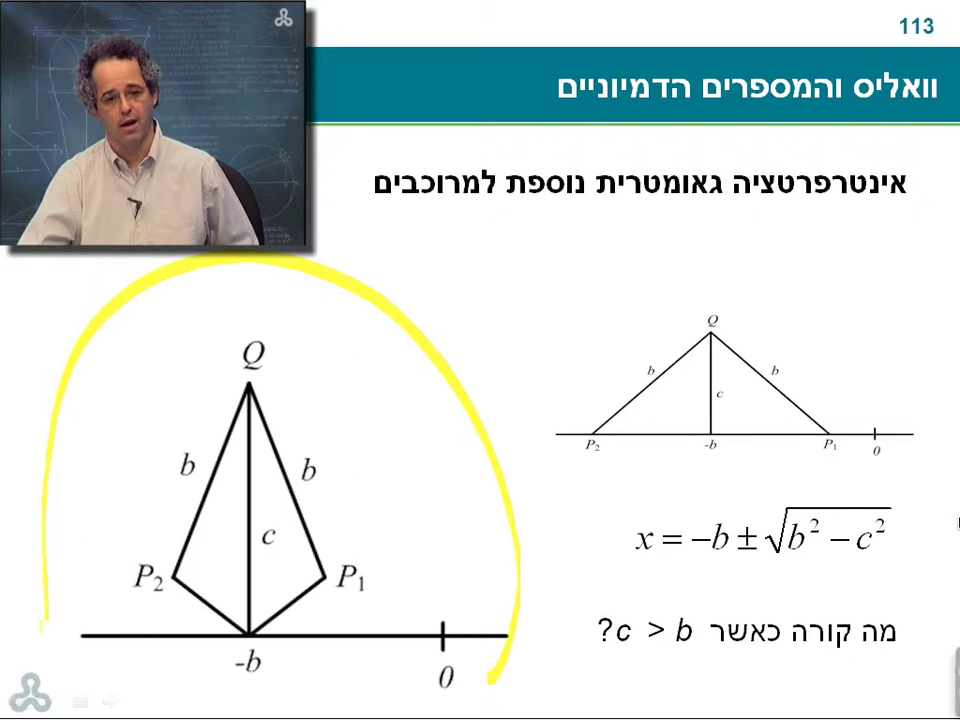 113
וואליס והמספרים הדמיוניים
אינטרפרטציה גאומטרית נוספת למרוכבים
Q
b
b
c
P₂
P₁
-b
0
Q
b
b
c
P₂
-b
P₁
0
x = −b ± √b² − c²
מה קורה כאשר c > b?